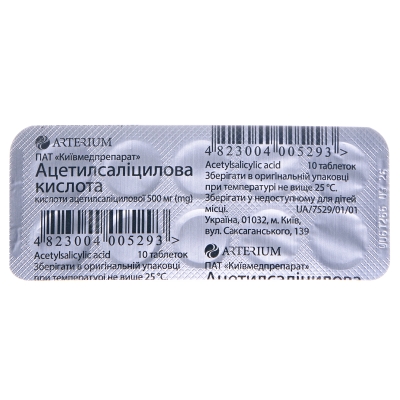 ARTERIUM
ПАТ «Київмедпрепарат»
Ацетилсаліцилова
кислота
кислоти ацетилсаліцилової 500 мг (mg)
4 823004 005293 >
Acetylsalicylic acid 10 таблеток
Зберігати в оригінальній упаковці
при температурі не вище 25 °C.
4 823004 005293 >
Acetylsalicylic acid 10 таблеток
Зберігати в оригінальній упаковці
при температурі не вище 25 °C.
Зберігати у недоступному для дітей
місці. UA/7529/01/01
Україна, 01032, м. Київ,
вул. Саксаганського, 139
ARTERIUM
ПАТ «Київмедпрепарат»
Ацетилсаліцилова